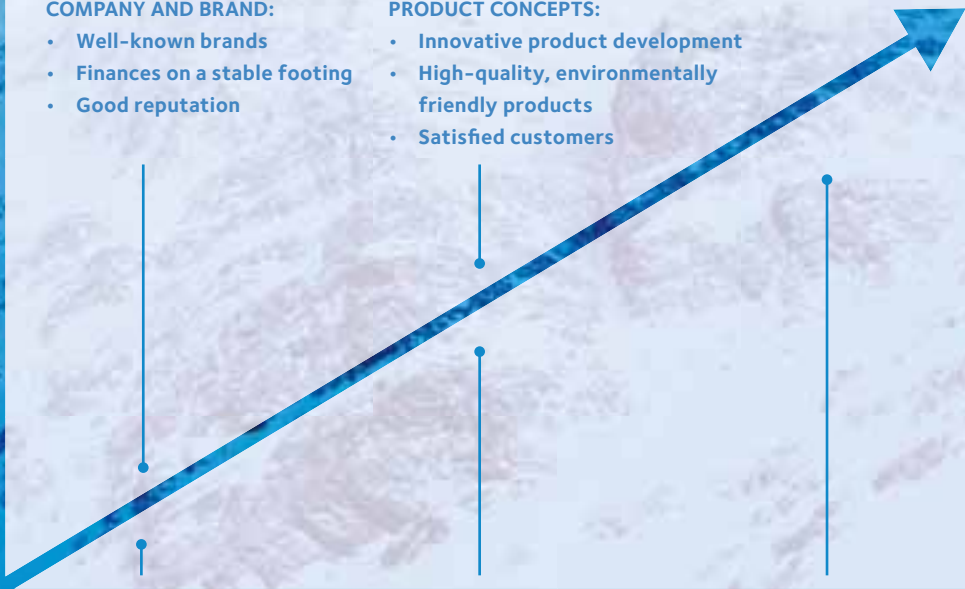 COMPANY AND BRAND:
• Well-known brands
• Finances on a stable footing
• Good reputation
PRODUCT CONCEPTS:
• Innovative product development
• High-quality, environmentally
friendly products
• Satisfied customers